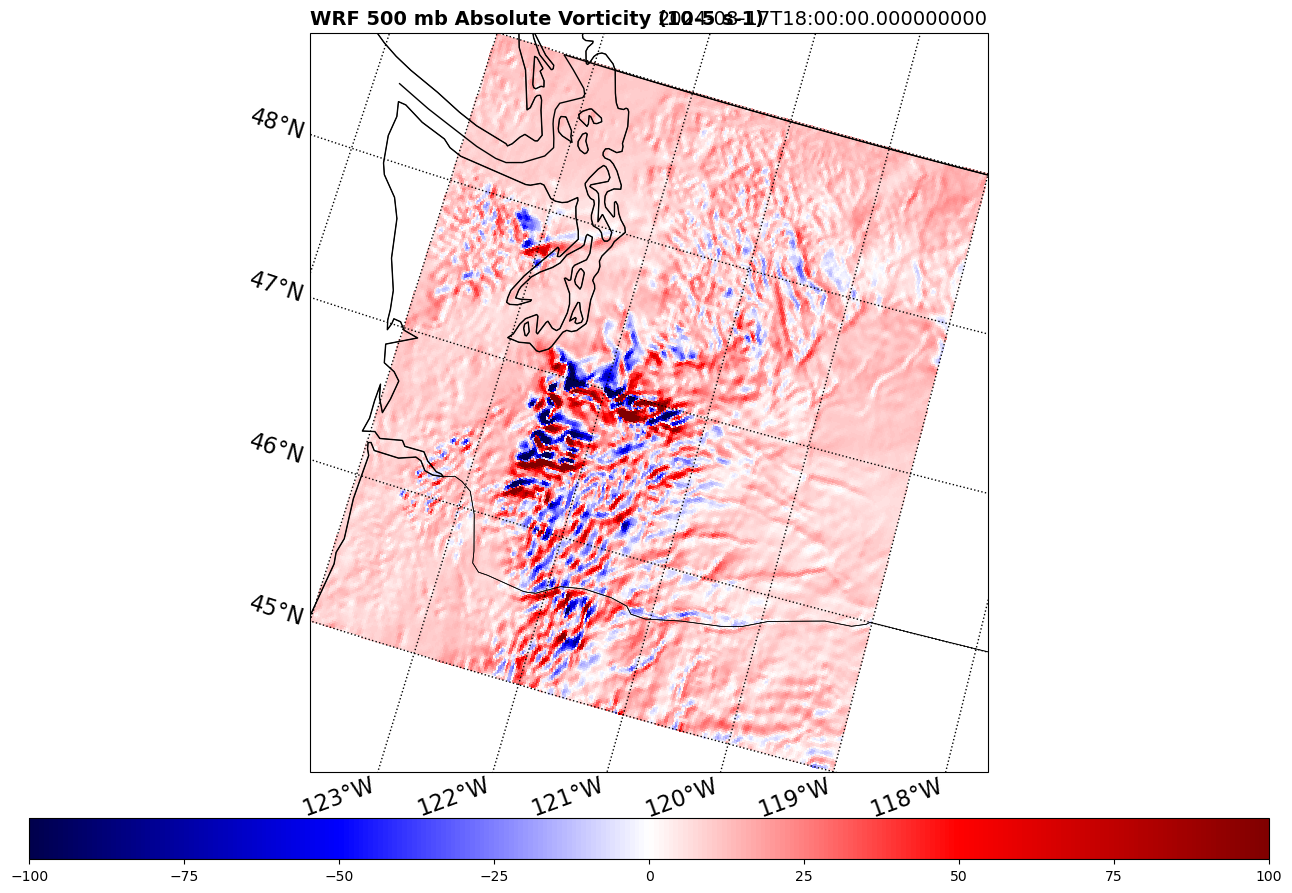 WRF 500 mb Absolute Vorticity (10-5 s-1) 2024-08-17T18:00:00.000000000
48°N
47°N
46°N
45°N
123°W 122°W 121°W 120°W 119°W 118°W
−100 −75 −50 −25 0 25 50 75 100